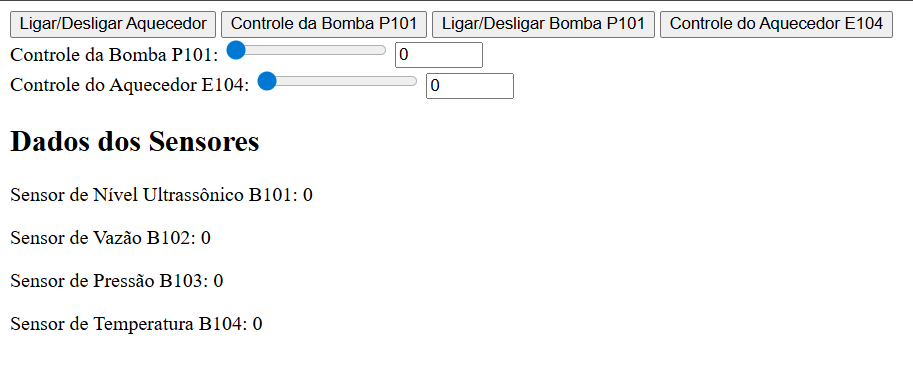 Ligar/Desligar Aquecedor Controle da Bomba P101 Ligar/Desligar Bomba P101 Controle do Aquecedor E104
Controle da Bomba P101: 0
Controle do Aquecedor E104: 0
Dados dos Sensores
Sensor de Nível Ultrassônico B101: 0
Sensor de Vazão B102: 0
Sensor de Pressão B103: 0
Sensor de Temperatura B104: 0